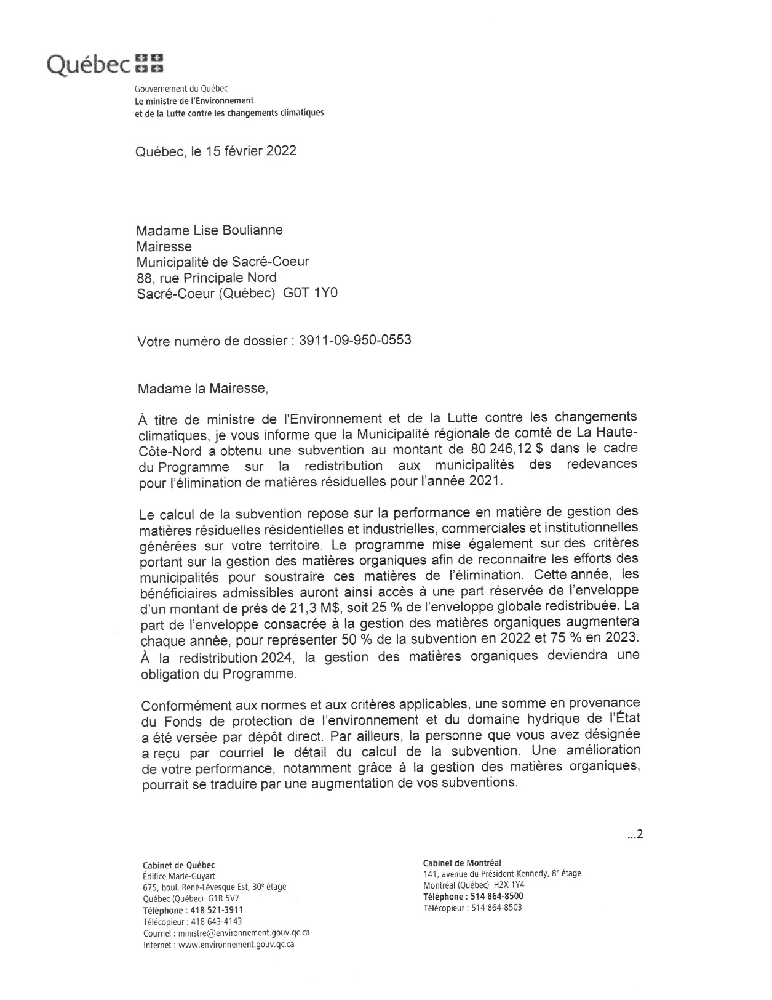 Québec
Gouvernement du Québec
Le ministre de l'Environnement
et de la Lutte contre les changements climatiques
Québec, le 15 février 2022
Madame Lise Boulianne
Mairesse
Municipalité de Sacré-Coeur
88, rue Principale Nord
Sacré-Coeur (Québec)  G0T 1Y0
Votre numéro de dossier : 3911-09-950-0553
Madame la Mairesse,
À titre de ministre de l'Environnement et de la Lutte contre les changements
climatiques, je vous informe que la Municipalité régionale de comté de La Haute-
Côte-Nord a obtenu une subvention au montant de 80 246,12 $ dans le cadre
du Programme sur la redistribution aux municipalités des redevances
pour l'élimination de matières résiduelles pour l'année 2021.
Le calcul de la subvention repose sur la performance en matière de gestion des
matières résiduelles résidentielles et industrielles, commerciales et institutionnelles
générées sur votre territoire. Le programme mise également sur des critères
portant sur la gestion des matières organiques afin de reconnaitre les efforts des
municipalités pour soustraire ces matières de l'élimination. Cette année, les
bénéficiaires admissibles auront ainsi accès à une part réservée de l'enveloppe
d'un montant de près de 21,3 M$, soit 25 % de l'enveloppe globale redistribuée. La
part de l'enveloppe consacrée à la gestion des matières organiques augmentera
chaque année, pour représenter 50 % de la subvention en 2022 et 75 % en 2023.
À la redistribution 2024, la gestion des matières organiques deviendra une
obligation du Programme.
Conformément aux normes et aux critères applicables, une somme en provenance
du Fonds de protection de l'environnement et du domaine hydrique de l'État
a été versée par dépôt direct. Par ailleurs, la personne que vous avez désignée
a reçu par courriel le détail du calcul de la subvention. Une amélioration
de votre performance, notamment grâce à la gestion des matières organiques,
pourrait se traduire par une augmentation de vos subventions.
...2
Cabinet de Québec
Édifice Marie-Guyart
675, boul. René-Lévesque Est, 30e étage
Québec (Québec)  G1R 5V7
Téléphone : 418 521-3911
Télécopieur : 418 643-4143
Courriel : ministre@environnement.gouv.qc.ca
Internet : www.environnement.gouv.qc.ca
Cabinet de Montréal
141, avenue du Président-Kennedy, 8e étage
Montréal (Québec)  H2X 1Y4
Téléphone : 514 864-8500
Télécopieur : 514 864-8503